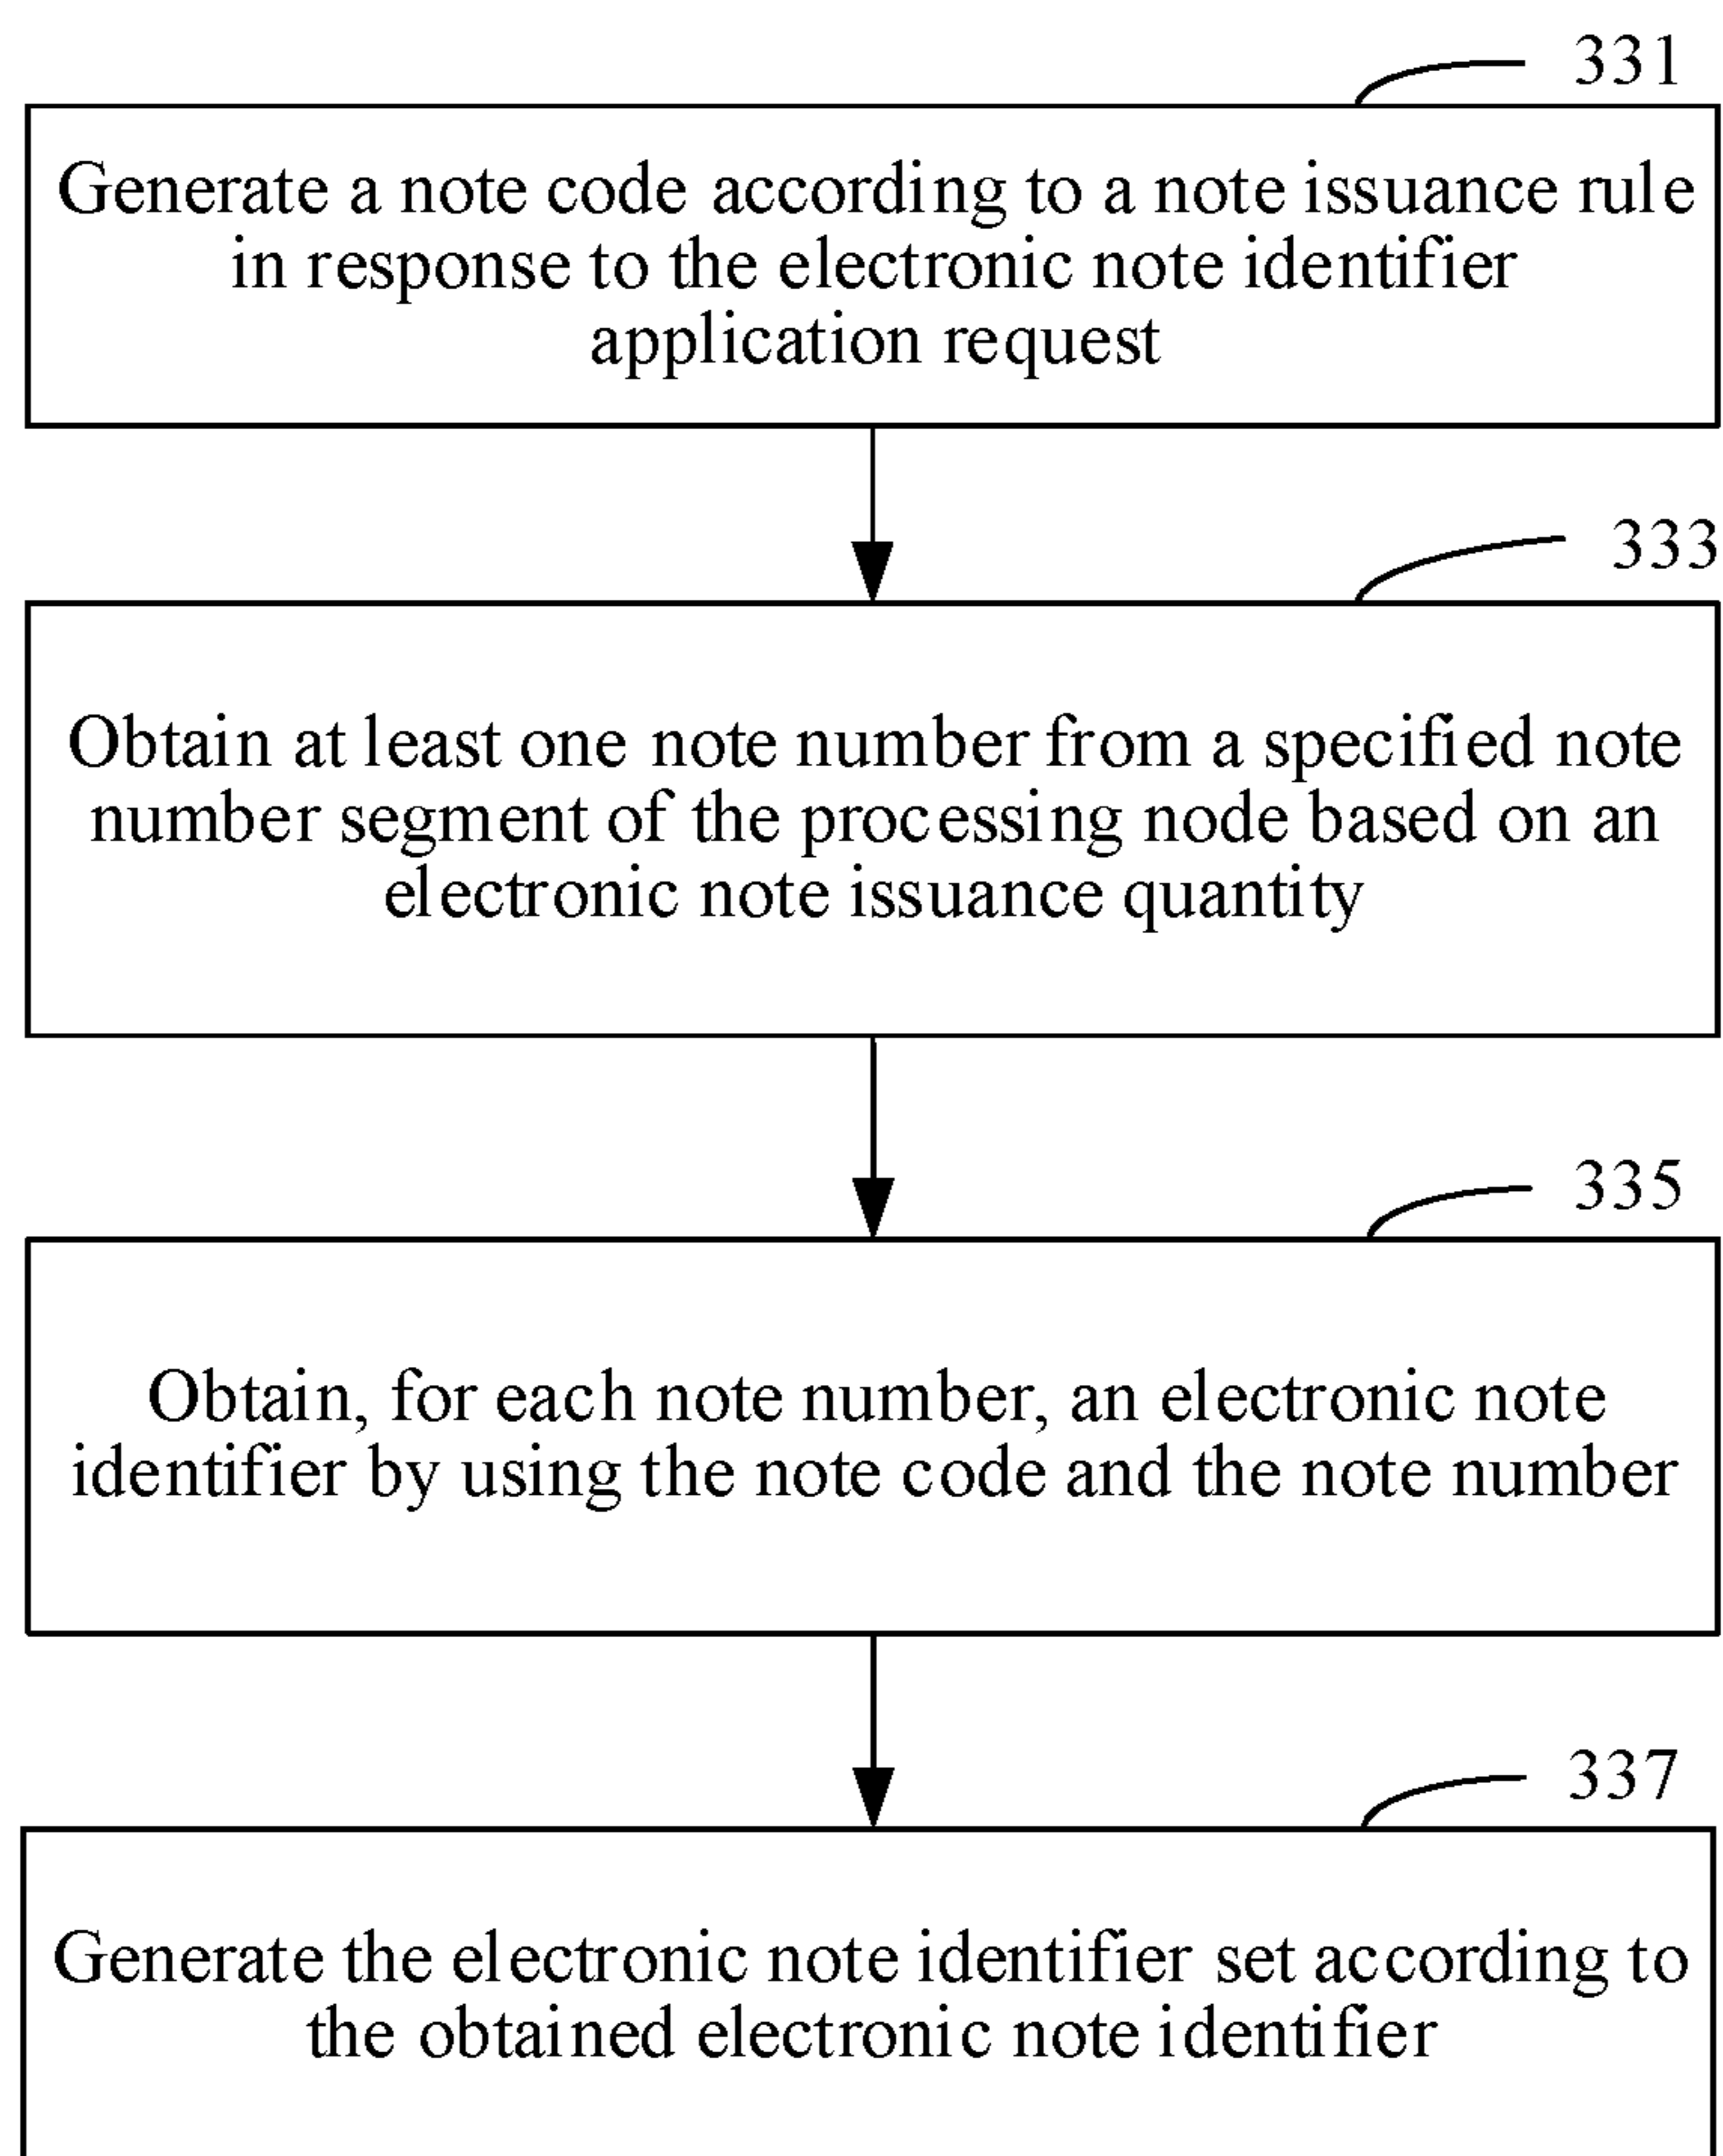 331
Generate a note code according to a note issuance rule
in response to the electronic note identifier
application request
333
Obtain at least one note number from a specified note
number segment of the processing node based on an
electronic note issuance quantity
335
Obtain, for each note number, an electronic note
identifier by using the note code and the note number
337
Generate the electronic note identifier set according to
the obtained electronic note identifier